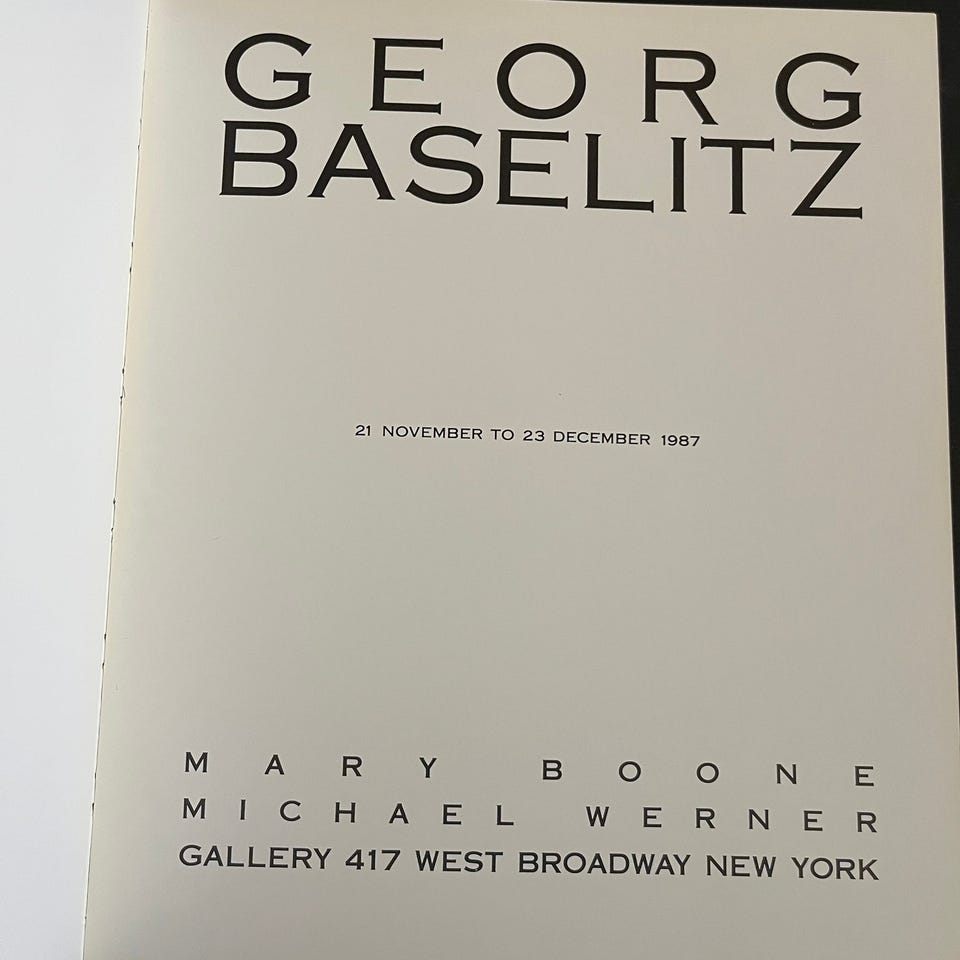 GEORG
BASELITZ
21 NOVEMBER TO 23 DECEMBER 1987
MARY BOONE
MICHAEL WERNER
GALLERY 417 WEST BROADWAY NEW YORK